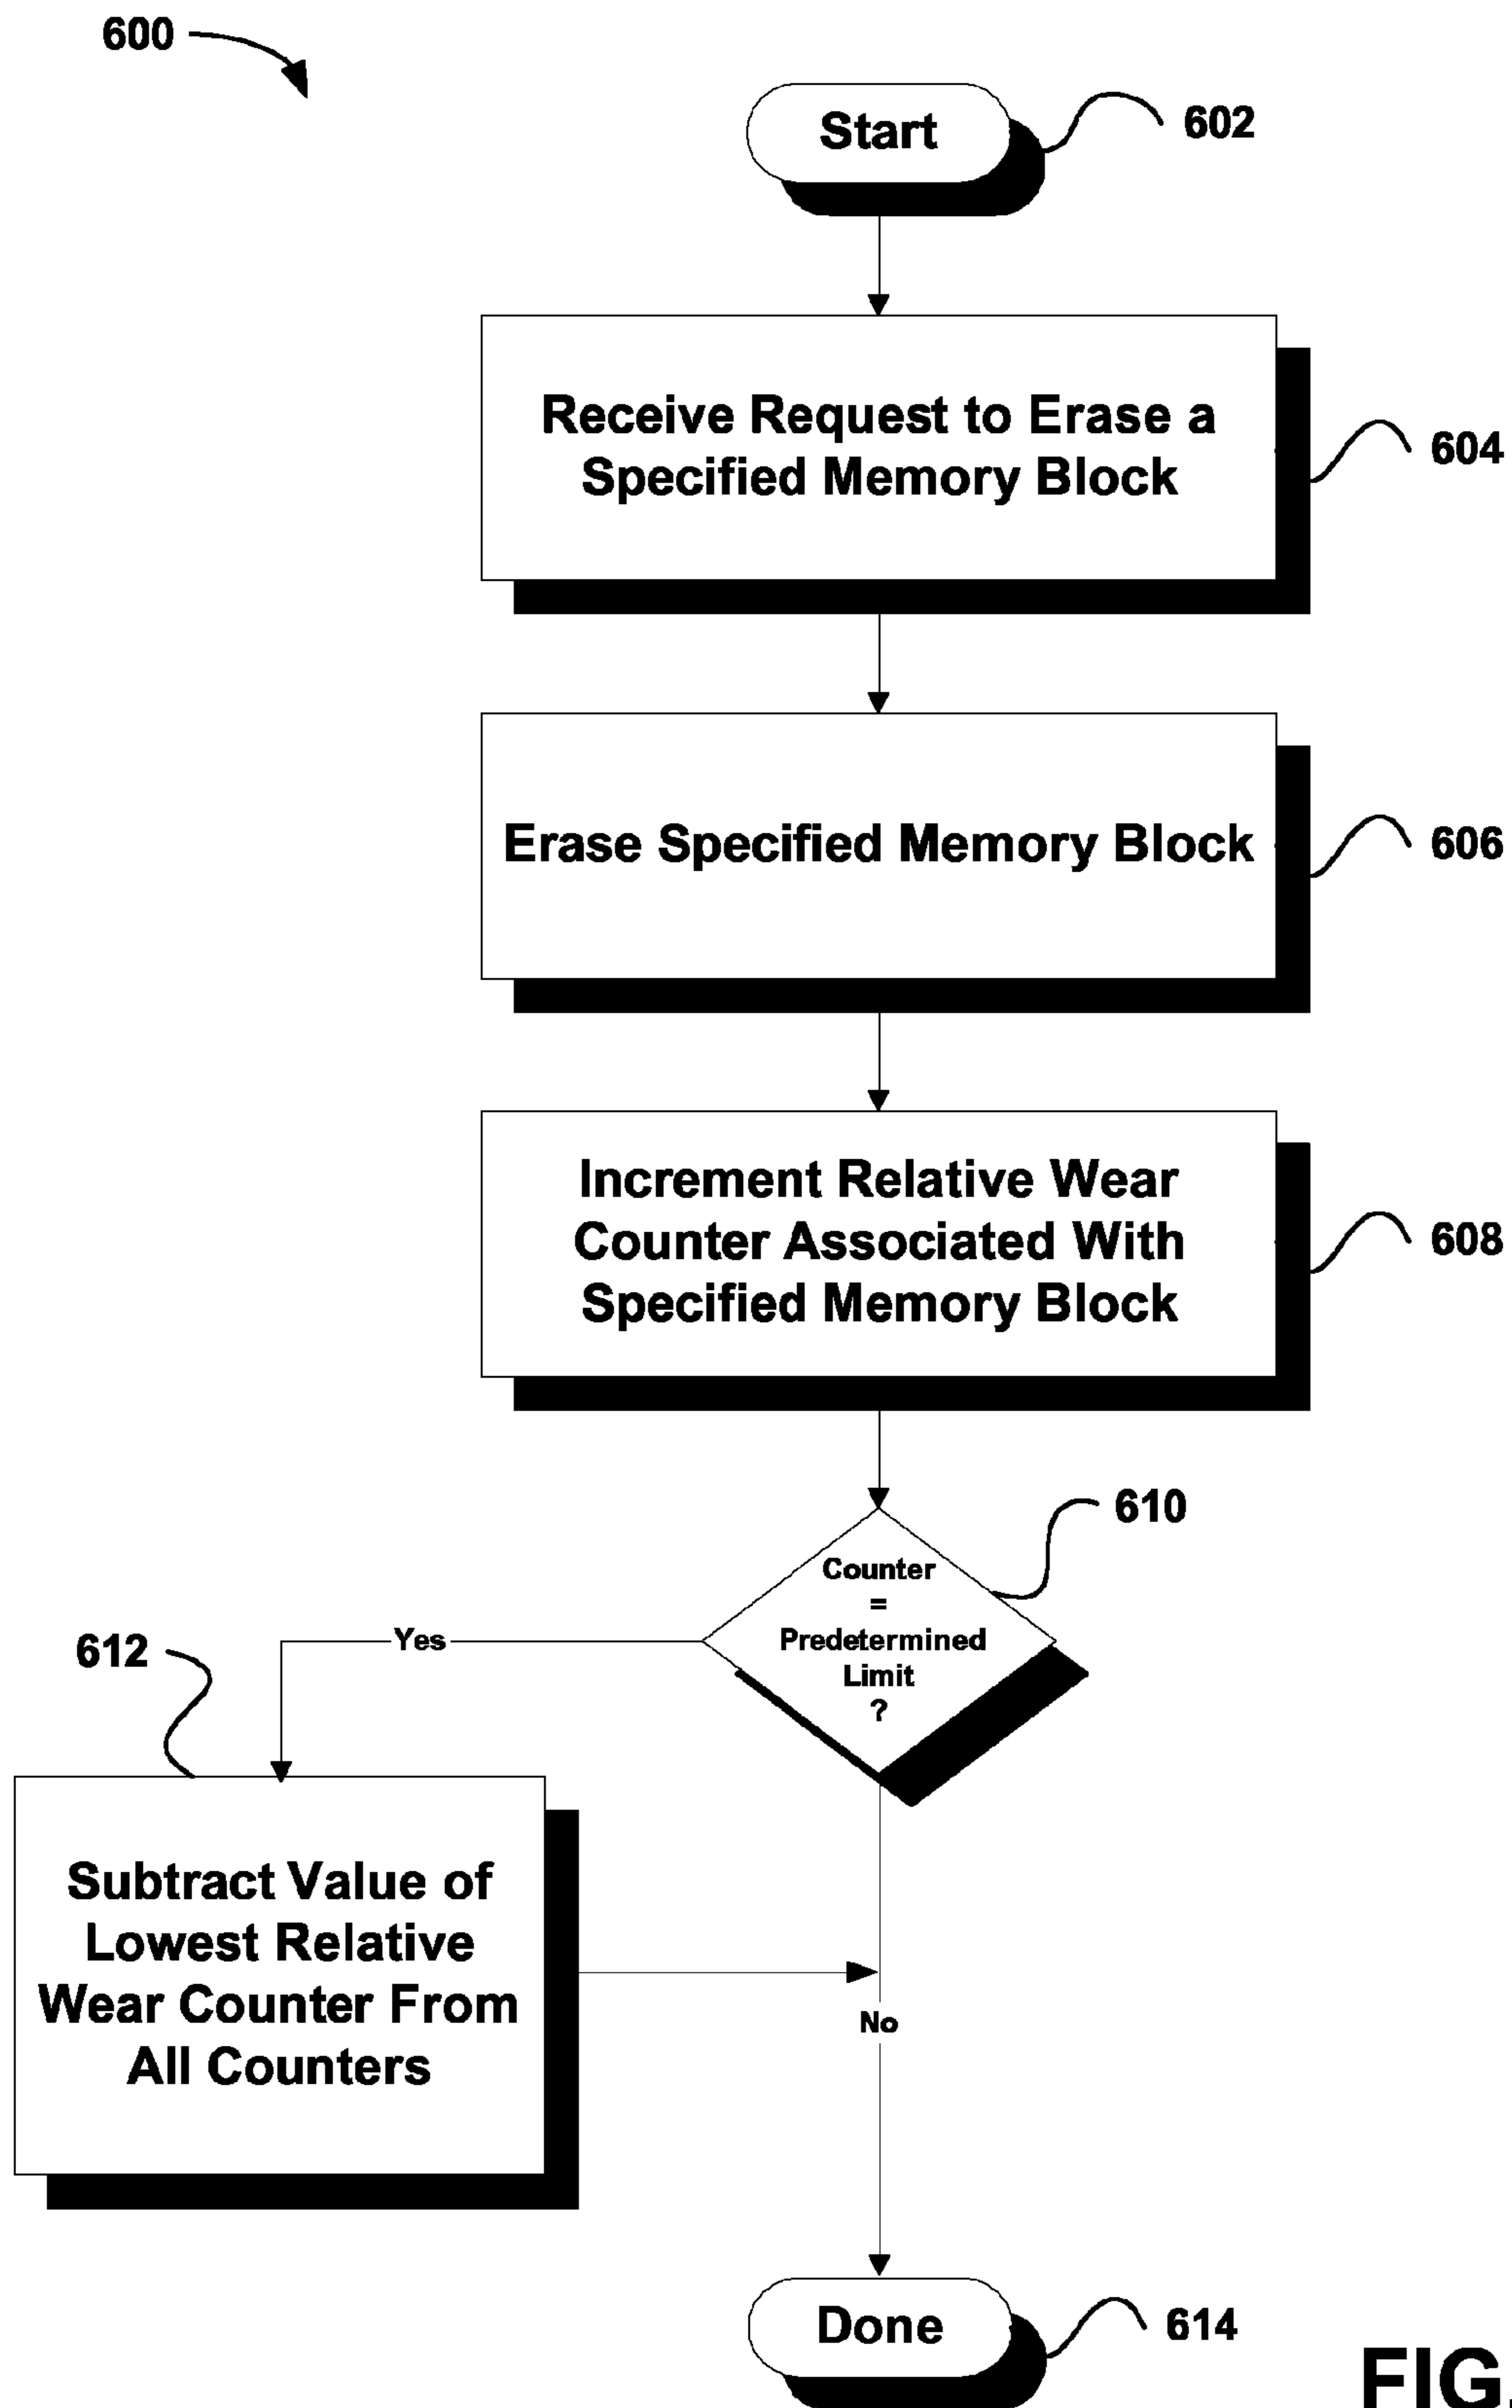 600
Start
602
Receive Request to Erase a
Specified Memory Block
604
Erase Specified Memory Block
606
Increment Relative Wear
Counter Associated With
Specified Memory Block
608
610
Counter
=
Predetermined
Limit
?
Yes
612
Subtract Value of
Lowest Relative
Wear Counter From
All Counters
No
Done
614
FIG.